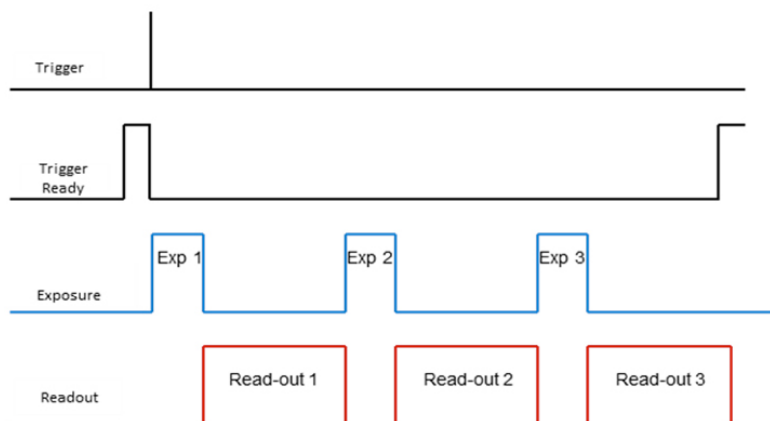 Trigger
Trigger
Ready
Exp 1
Exp 2
Exp 3
Exposure
Read-out 1
Read-out 2
Read-out 3
Readout